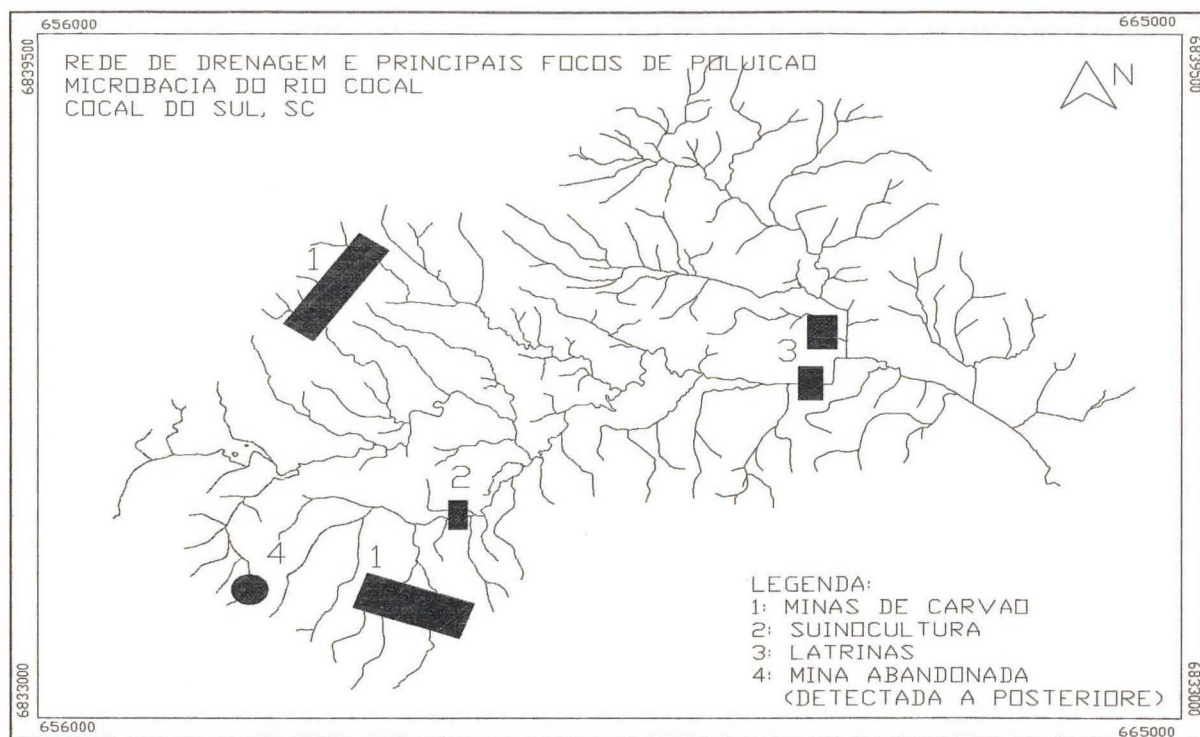 656000
665000
6839500
6839500
REDE DE DRENAGEM E PRINCIPAIS FOCOS DE POLUICAO
MICROBACIA DO RIO COCAL
COCAL DO SUL, SC
N
1
3
2
4
1
LEGENDA:
1: MINAS DE CARVAO
2: SUINOCULTURA
3: LATRINAS
4: MINA ABANDONADA
(DETECTADA A POSTERIORE)
6833000
6833000
656000
665000